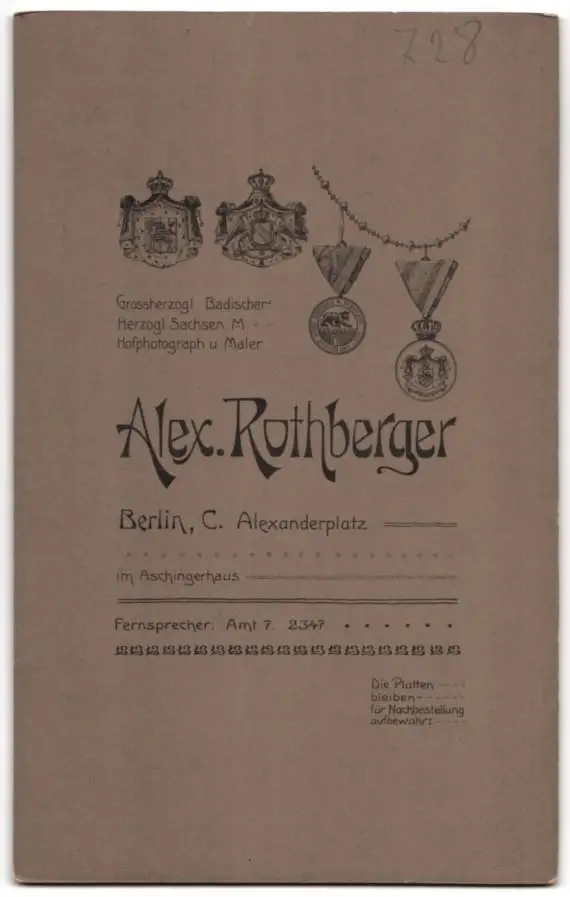 728
Grossherzogl Badischer
Herzogl. Sachsen M
Hofphotograph u Maler
Alex. Rothberger
Berlin, C. Alexanderplatz
im Aschingerhaus
Fernsprecher: Amt 7. 2347
Die Platten
bleiben
für Nachbestellung
aufbewahrt